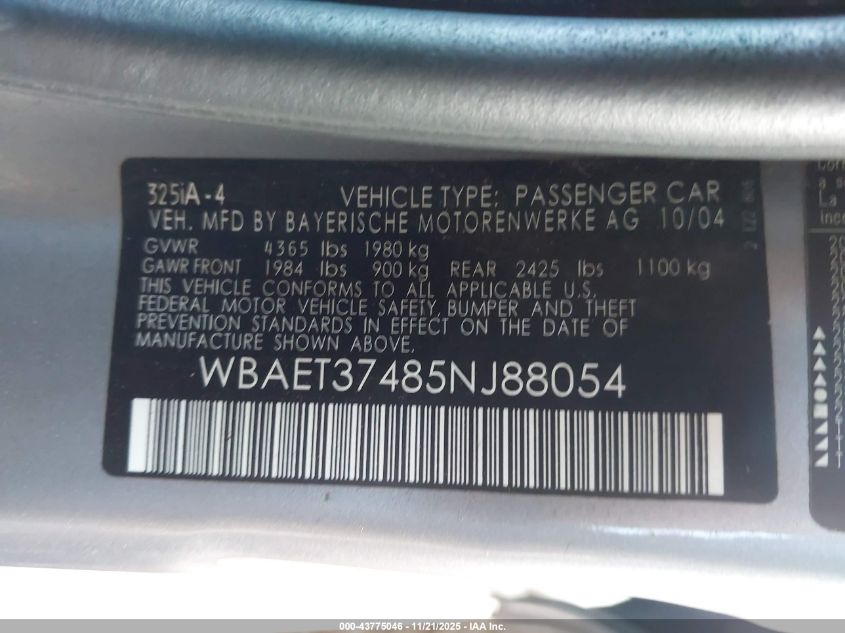 325iA-4 VEHICLE TYPE: PASSENGER CAR
VEH. MFD BY BAYERISCHE MOTORENWERKE AG 10/04
GVWR 4365 lbs 1980 kg
GAWR FRONT 1984 lbs 900 kg REAR 2425 lbs 1100 kg
THIS VEHICLE CONFORMS TO ALL APPLICABLE U.S.
FEDERAL MOTOR VEHICLE SAFETY, BUMPER AND THEFT
PREVENTION STANDARDS IN EFFECT ON THE DATE OF
MANUFACTURE SHOWN ABOVE.
WBAET37485NJ88054
La
000-43775046 - 11/21/2025 - IAAI.com